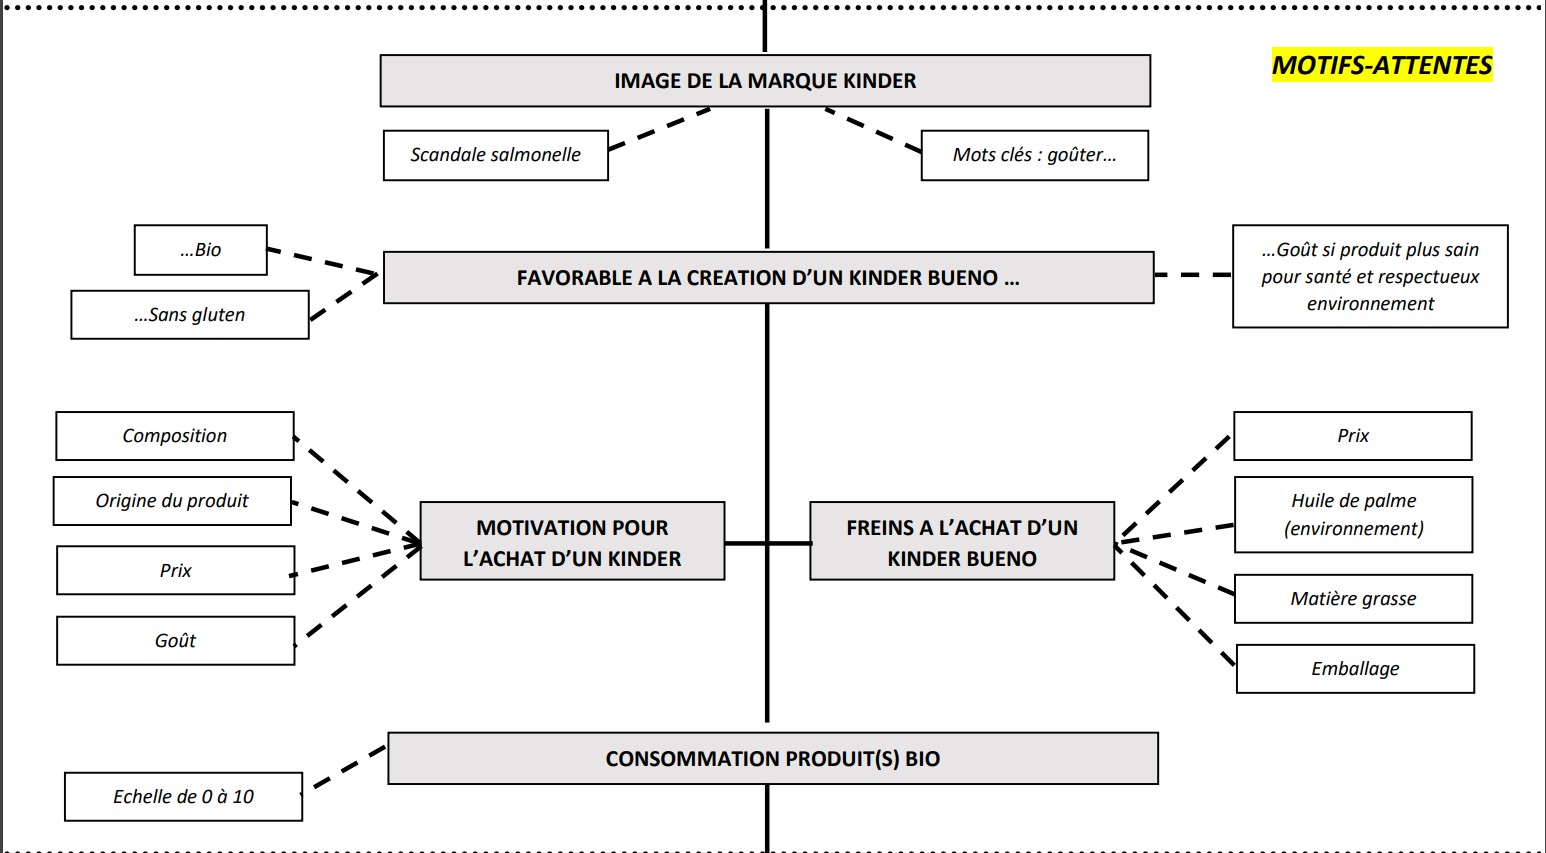 MOTIFS-ATTENTES
IMAGE DE LA MARQUE KINDER
Scandale salmonelle
Mots clés : goûter...
...Bio
...Sans gluten
FAVORABLE A LA CREATION D’UN KINDER BUENO ...
...Goût si produit plus sain
pour santé et respectueux
environnement
Composition
Origine du produit
Prix
Goût
MOTIVATION POUR
L’ACHAT D’UN KINDER
FREINS A L’ACHAT D’UN
KINDER BUENO
Prix
Huile de palme
(environnement)
Matière grasse
Emballage
CONSOMMATION PRODUIT(S) BIO
Echelle de 0 à 10